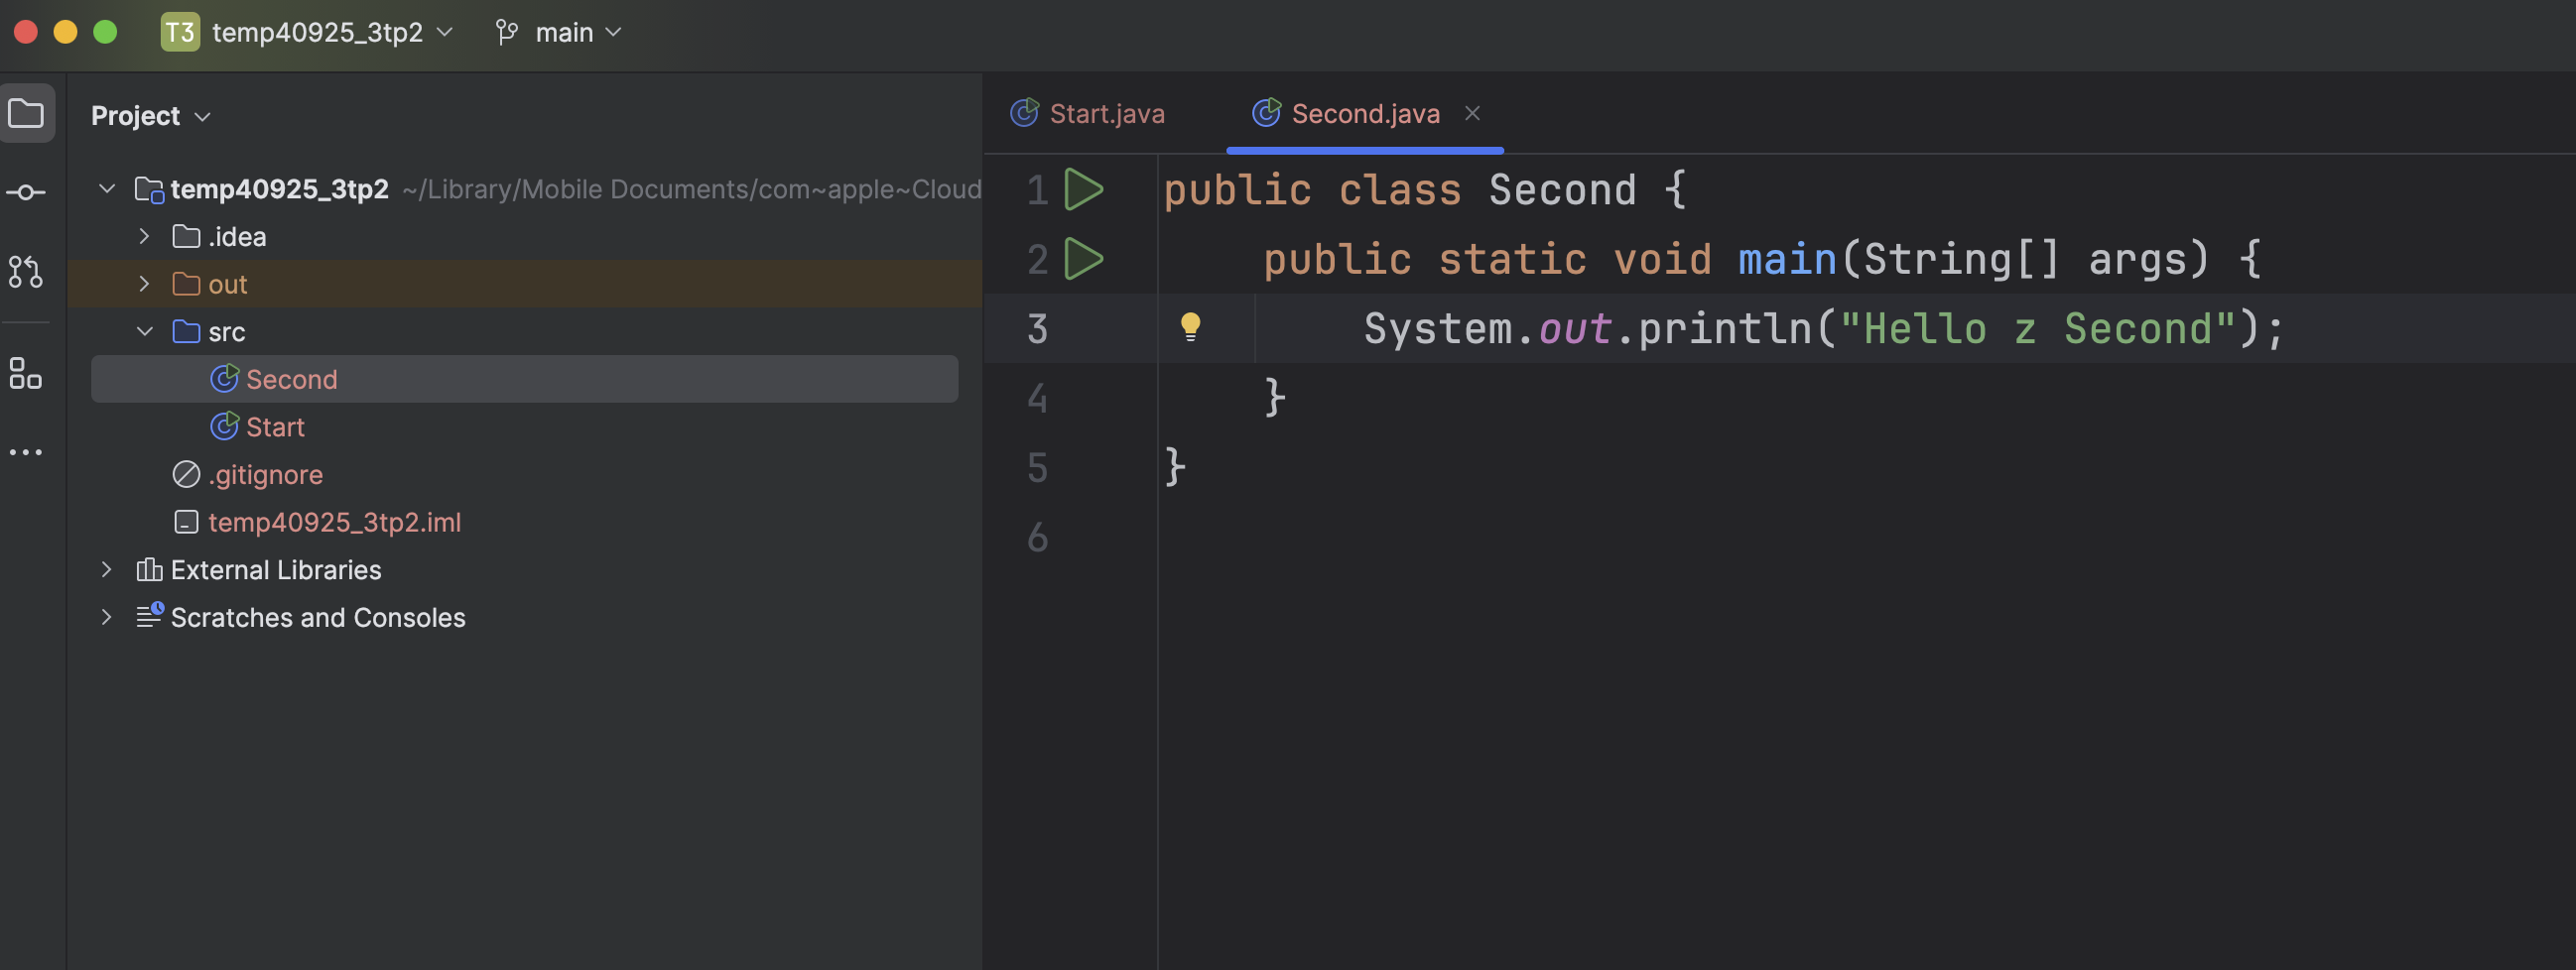 T3 temp40925_3tp2 main
Project
temp40925_3tp2 ~/Library/Mobile Documents/com~apple~Cloud
.idea
out
src
Second
Start
.gitignore
temp40925_3tp2.iml
External Libraries
Scratches and Consoles
Start.java Second.java
1 public class Second {
2 public static void main(String[] args) {
3 System.out.println("Hello z Second");
4 }
5 }
6